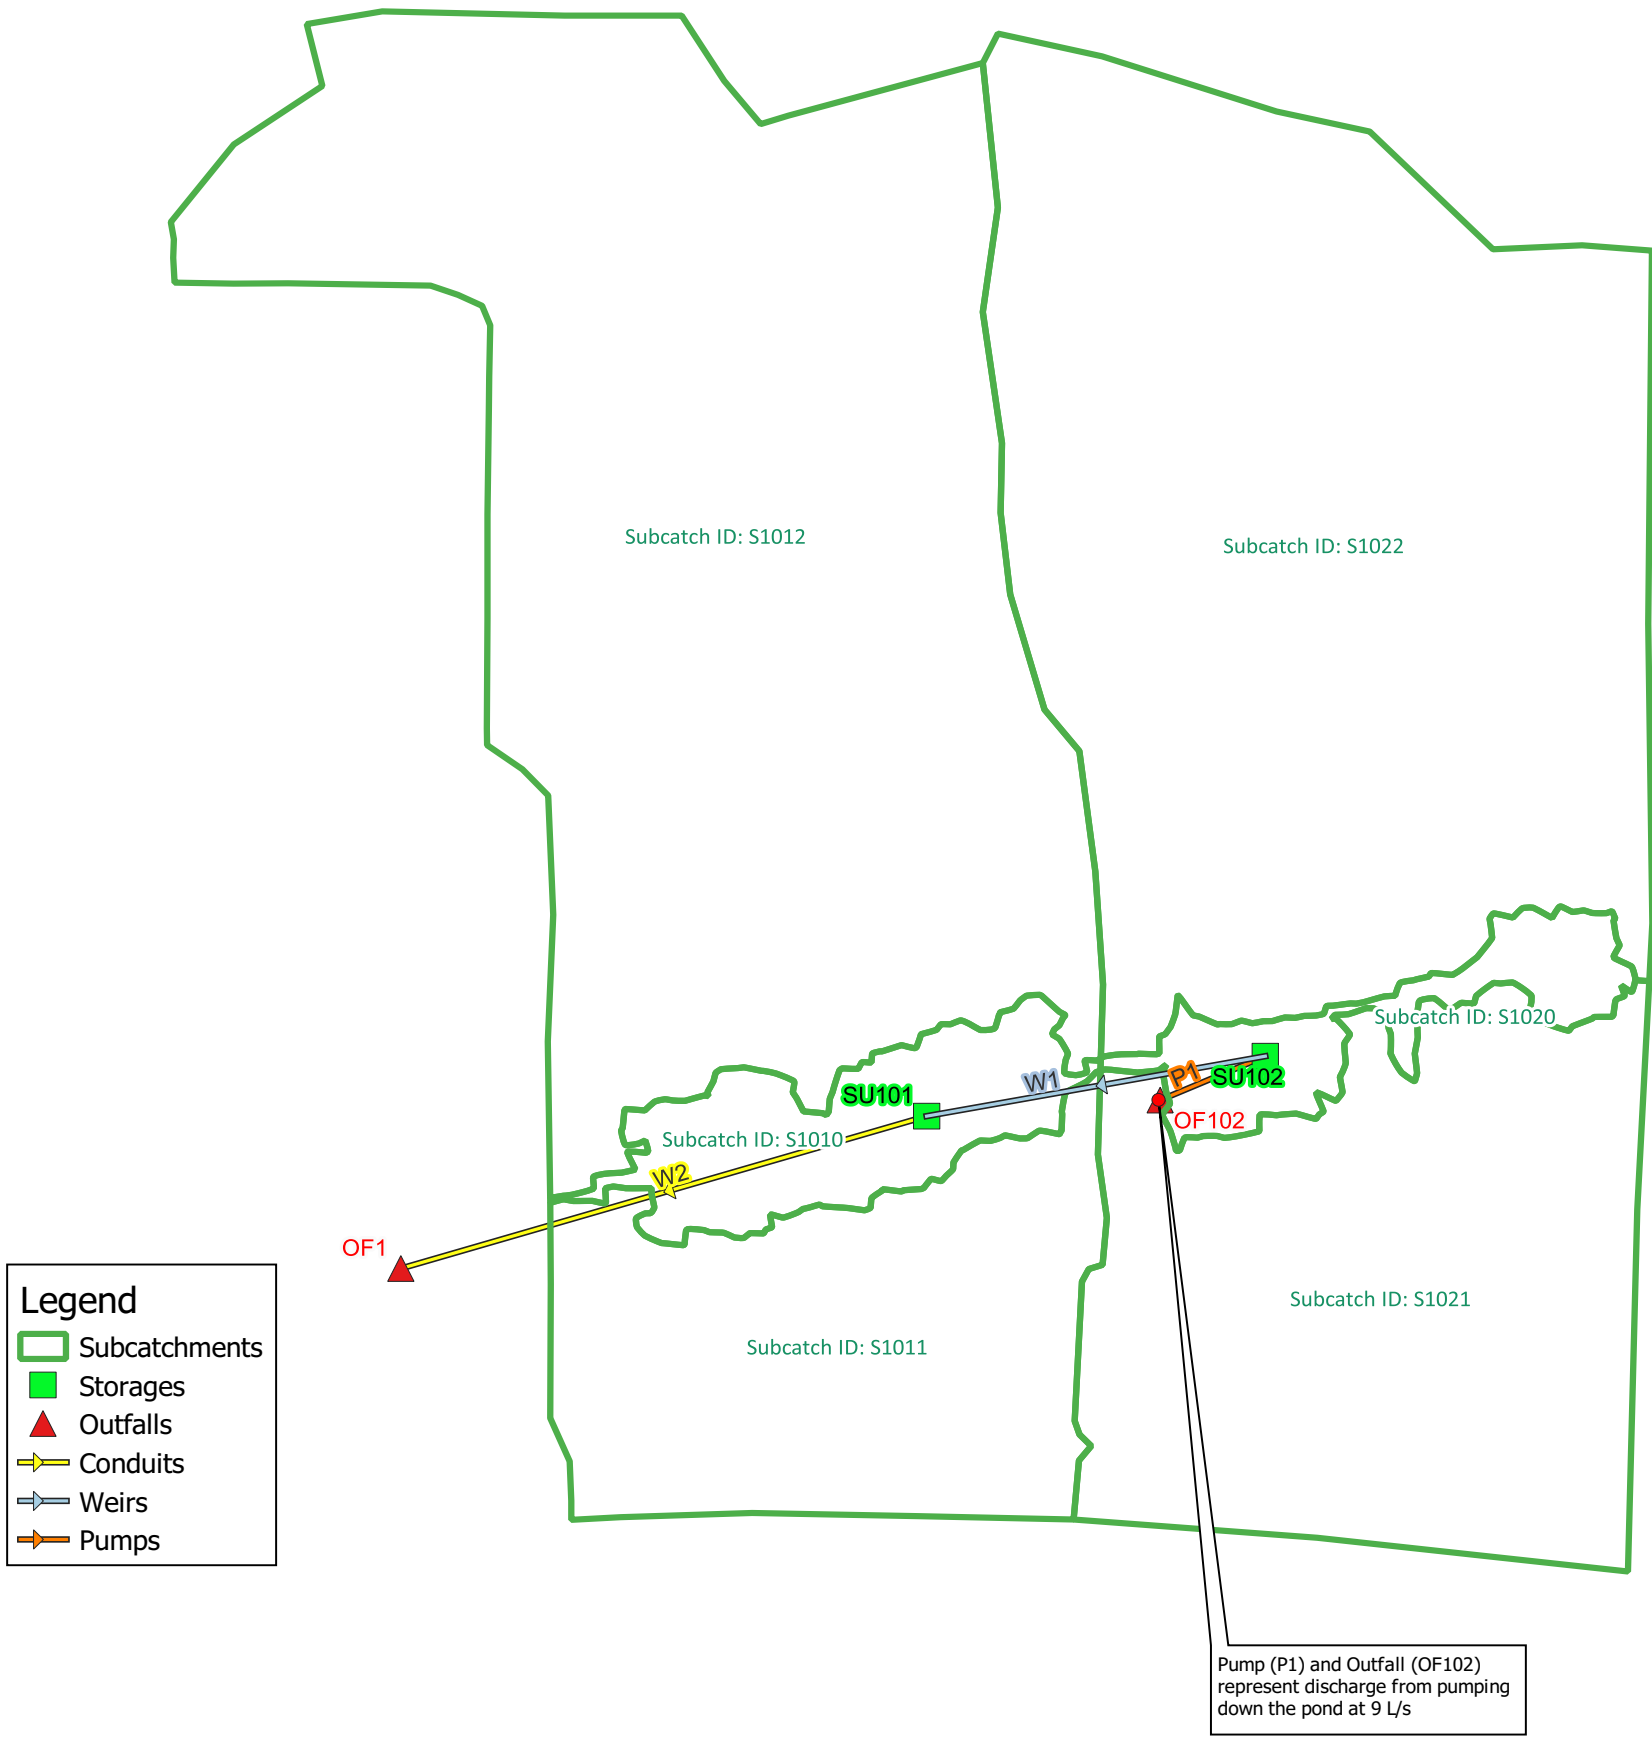 Subcatch ID: S1012
Subcatch ID: S1022
Subcatch ID: S1020
W1
P1
SU102
SU101
OF102
Subcatch ID: S1010
W2
OF1
Subcatch ID: S1021
Subcatch ID: S1011
Legend
Subcatchments
Storages
Outfalls
Conduits
Weirs
Pumps
Pump (P1) and Outfall (OF102)
represent discharge from pumping
down the pond at 9 L/s